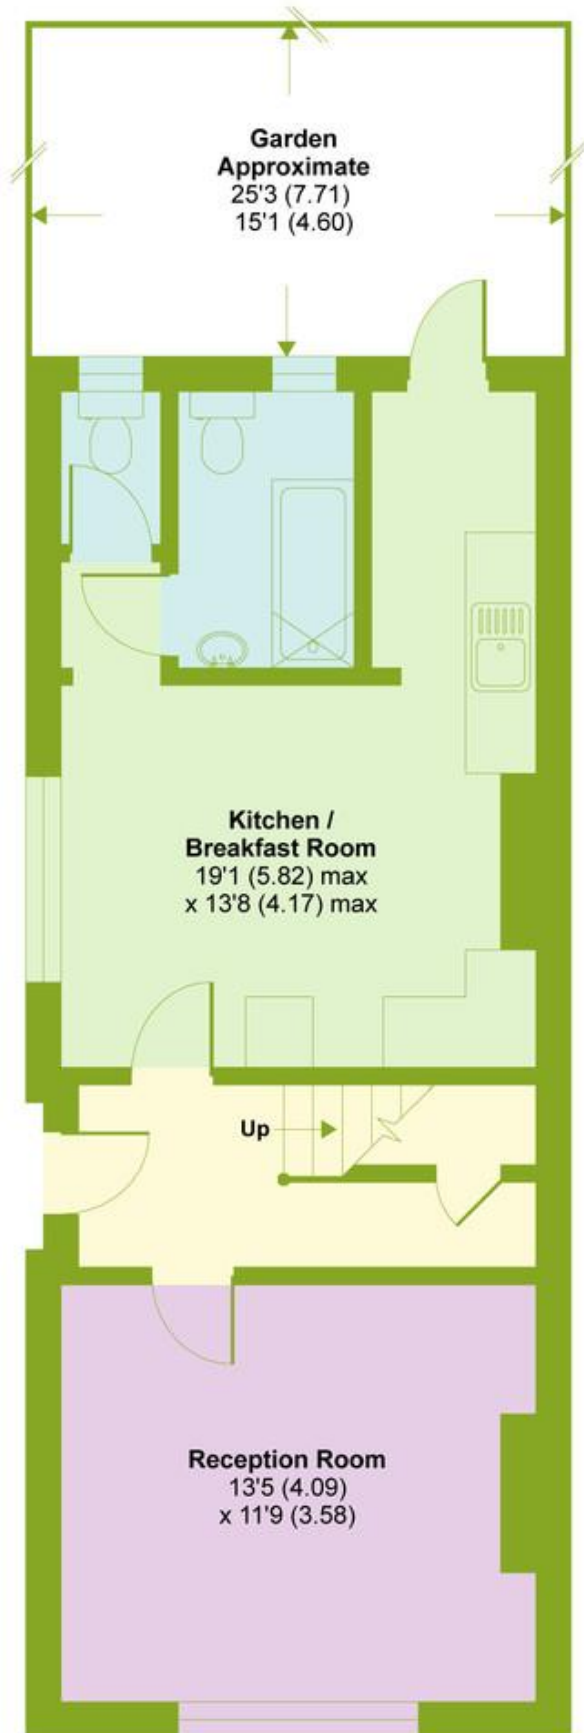 Garden
Approximate
25'3 (7.71)
15'1 (4.60)
Kitchen /
Breakfast Room
19'1 (5.82) max
x 13'8 (4.17) max
Up
Reception Room
13'5 (4.09)
x 11'9 (3.58)